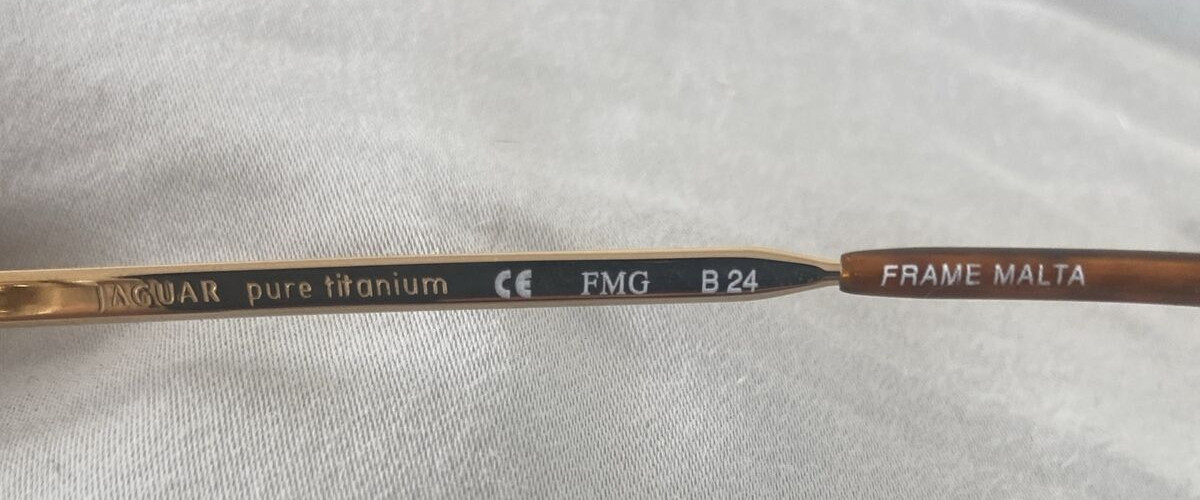 JAGUAR pure titanium CE FMG B 24 FRAME MALTA